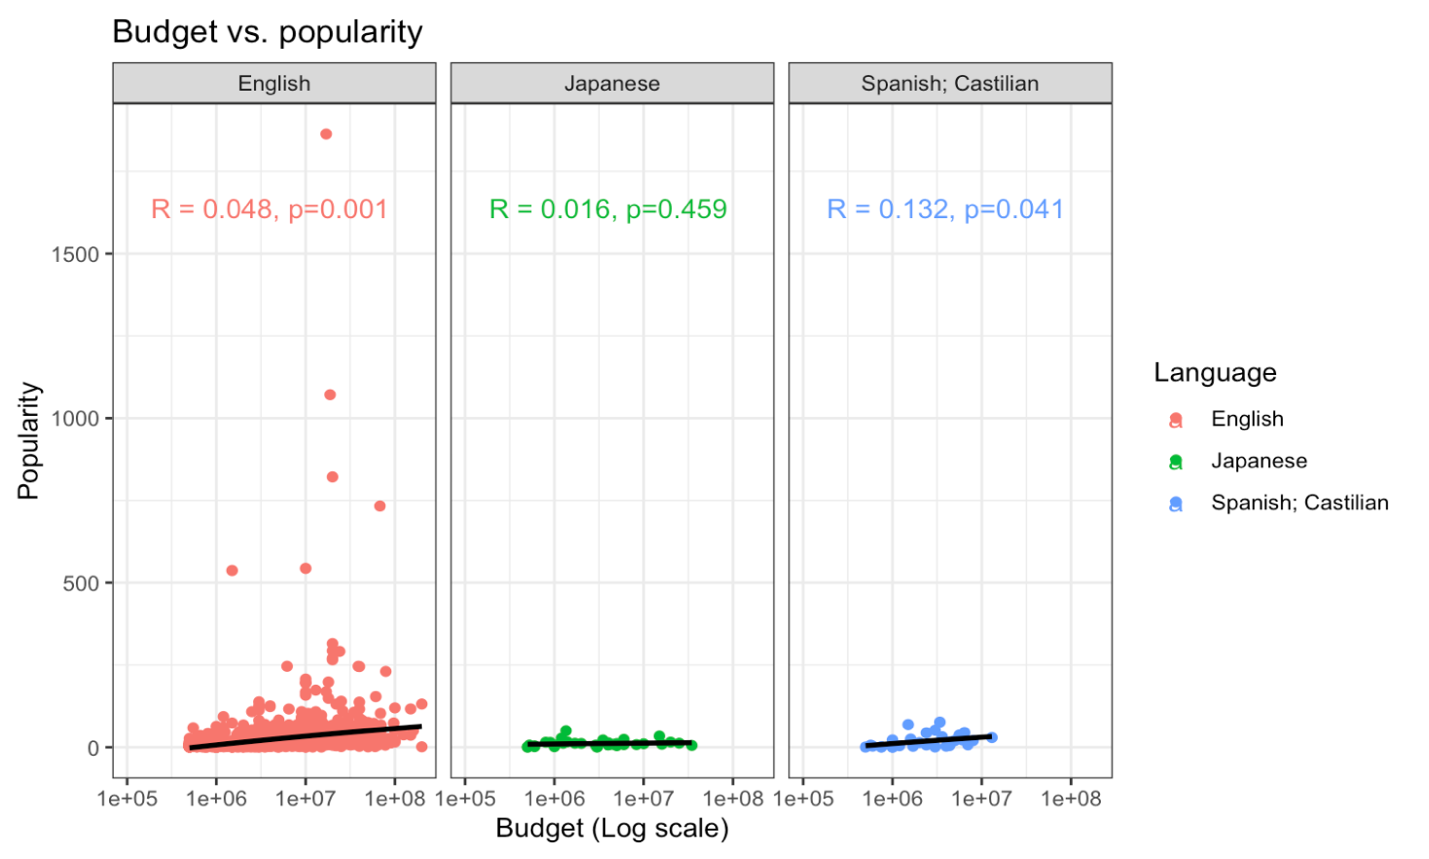 Budget vs. popularity
English
Japanese
Spanish; Castilian
R = 0.048, p=0.001
R = 0.016, p=0.459
R = 0.132, p=0.041
1500
1000
500
0
Popularity
1e+05
1e+06
1e+07
1e+08
1e+05
1e+06
1e+07
1e+08
1e+05
1e+06
1e+07
1e+08
Budget (Log scale)
Language
a English
a Japanese
a Spanish; Castilian